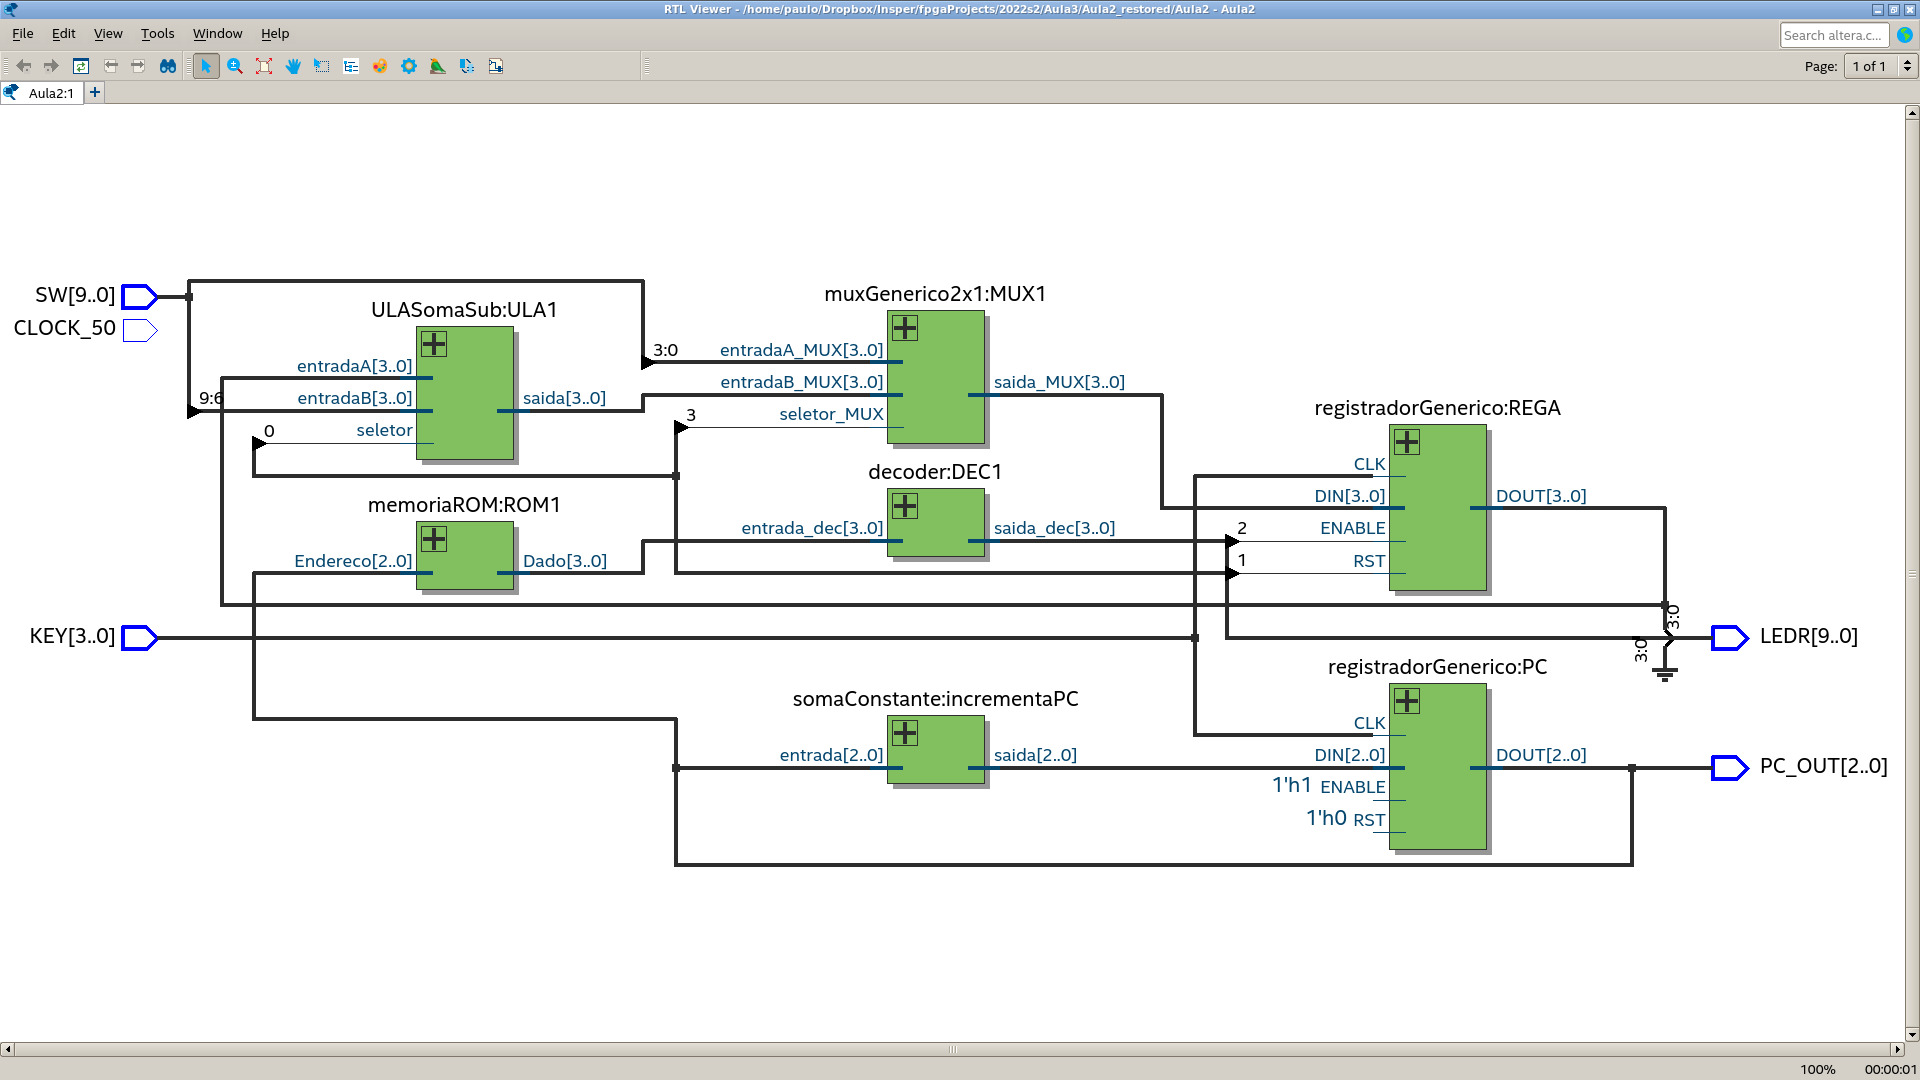 RTL Viewer - /home/paulo/Dropbox/Insper/fpgaProjects/2022s2/Aula3/Aula2_restored/Aula2 - Aula2
File Edit View Tools Window Help
Search altera.c...
Page: 1 of 1
Aula2:1
SW[9..0]
CLOCK_50
ULASomaSub:ULA1
entradaA[3..0]
9:6
entradaB[3..0]
saida[3..0]
0
seletor
muxGenerico2x1:MUX1
3:0
entradaA_MUX[3..0]
entradaB_MUX[3..0]
saida_MUX[3..0]
3
seletor_MUX
registradorGenerico:REGA
CLK
DIN[3..0]
DOUT[3..0]
2
ENABLE
1
RST
decoder:DEC1
entrada_dec[3..0]
saida_dec[3..0]
memoriaROM:ROM1
Endereco[2..0]
Dado[3..0]
KEY[3..0]
3:0
3:0
LEDR[9..0]
somaConstante:incrementaPC
entrada[2..0]
saida[2..0]
registradorGenerico:PC
CLK
DIN[2..0]
DOUT[2..0]
1'h1 ENABLE
1'h0 RST
PC_OUT[2..0]
100% 00:00:01